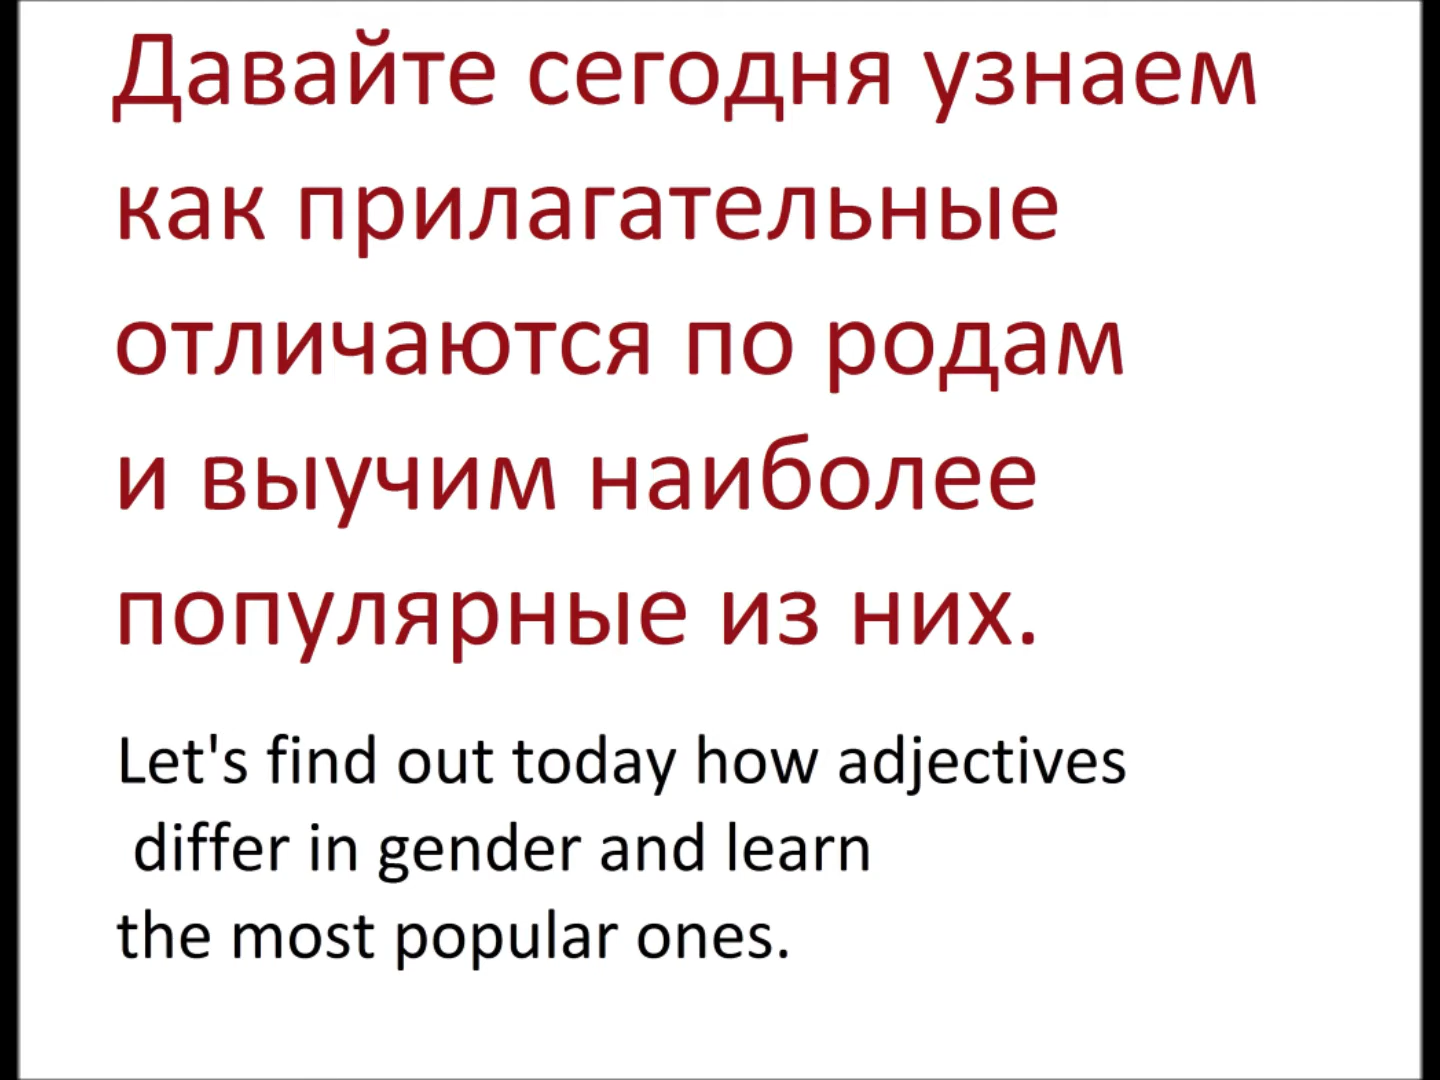 Давайте сегодня узнаем
как прилагательные
отличаются по родам
и выучим наиболее
популярные из них.
Let's find out today how adjectives
differ in gender and learn
the most popular ones.